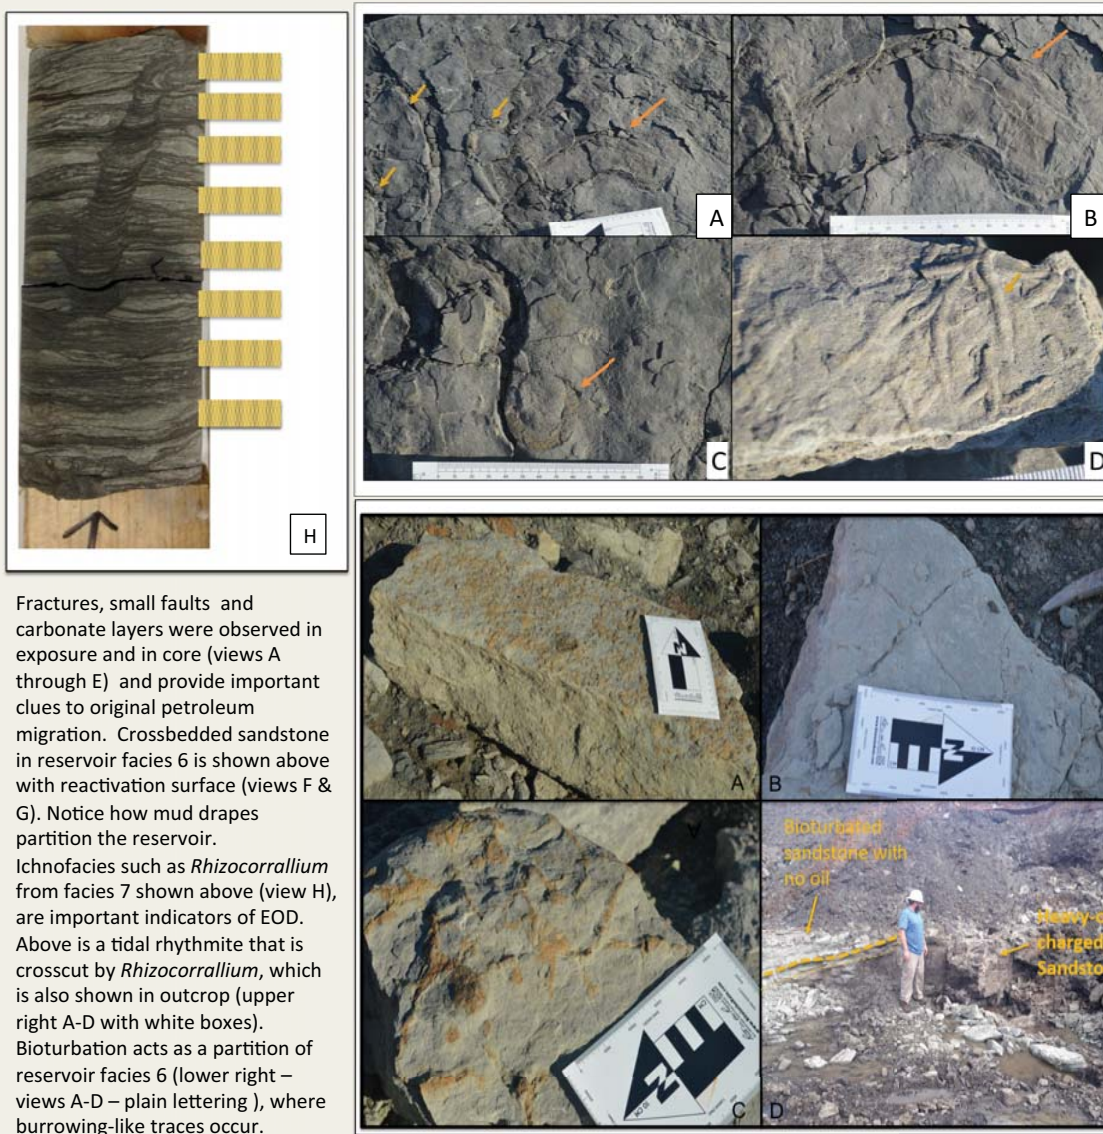 H
A
B
C
D
Fractures, small faults and
carbonate layers were observed in
exposure and in core (views A
through E) and provide important
clues to original petroleum
migration. Crossbedded sandstone
in reservoir facies 6 is shown above
with reactivation surface (views F &
G). Notice how mud drapes
partition the reservoir.
Ichnofacies such as Rhizocorrallium
from facies 7 shown above (view H),
are important indicators of EOD.
Above is a tidal rhythmite that is
crosscut by Rhizocorrallium, which
is also shown in outcrop (upper
right A-D with white boxes).
Bioturbation acts as a partition of
reservoir facies 6 (lower right –
views A-D – plain lettering ), where
burrowing-like traces occur.
A
B
N
N
A
C
N
D
Bioturbated
sandstone with
no oil
charged